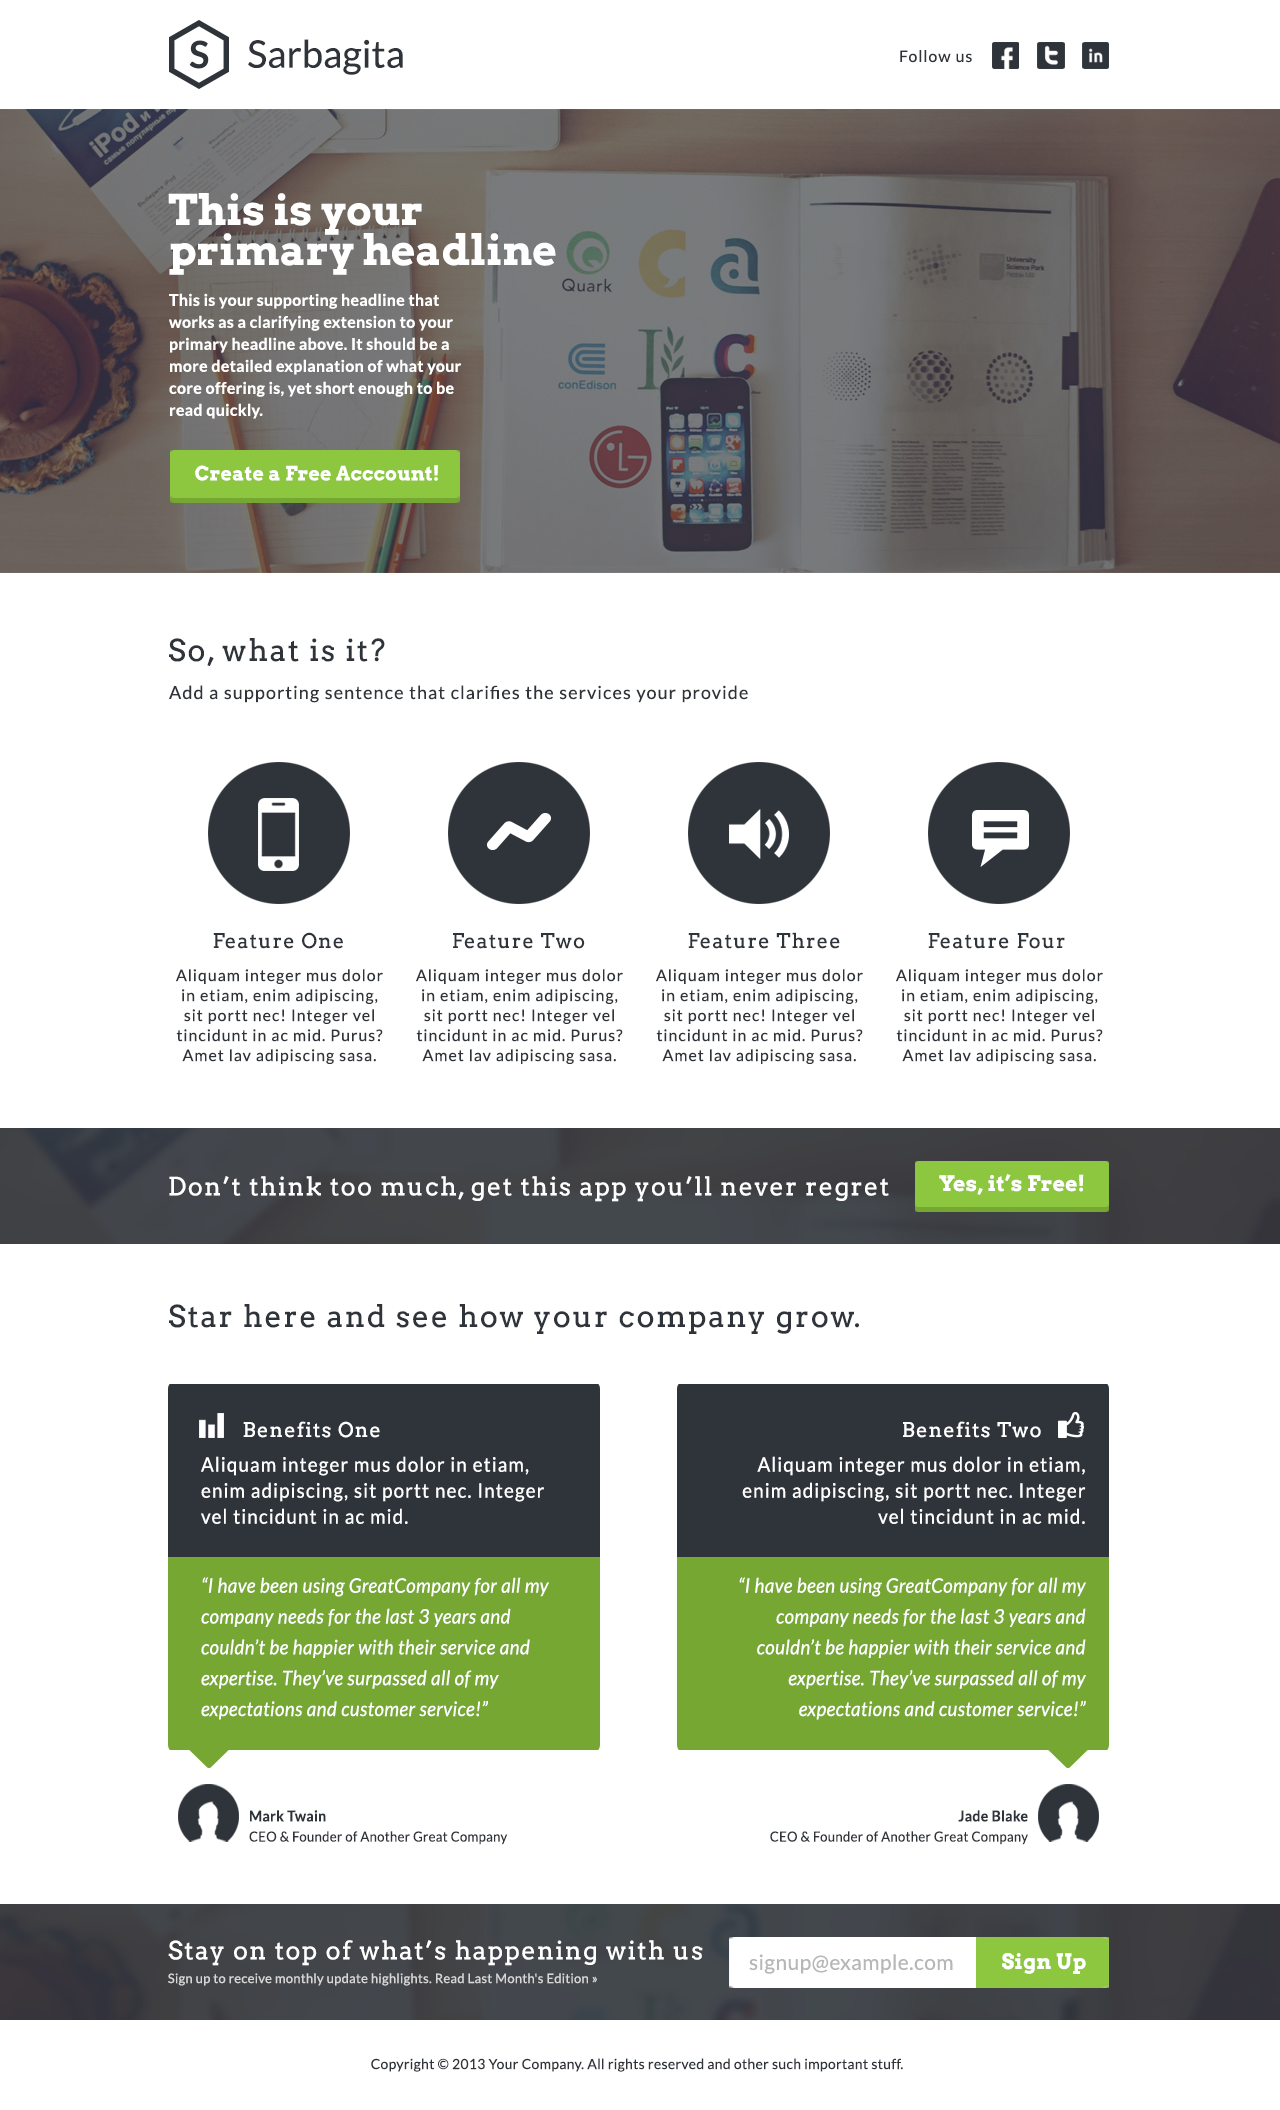 S Sarbagita
Follow us
iPod и
самые популярные
This is your
primary headline
Quark
University
Science Park
This is your supporting headline that
works as a clarifying extension to your
primary headline above. It should be a
more detailed explanation of what your
core offering is, yet short enough to be
read quickly.
conEdison
Create a Free Acccount!
So, what is it?
Add a supporting sentence that clarifies the services your provide
Feature One
Aliquam integer mus dolor
in etiam, enim adipiscing,
sit portt nec! Integer vel
tincidunt in ac mid. Purus?
Amet lav adipiscing sasa.
Feature Two
Aliquam integer mus dolor
in etiam, enim adipiscing,
sit portt nec! Integer vel
tincidunt in ac mid. Purus?
Amet lav adipiscing sasa.
Feature Three
Aliquam integer mus dolor
in etiam, enim adipiscing,
sit portt nec! Integer vel
tincidunt in ac mid. Purus?
Amet lav adipiscing sasa.
Feature Four
Aliquam integer mus dolor
in etiam, enim adipiscing,
sit portt nec! Integer vel
tincidunt in ac mid. Purus?
Amet lav adipiscing sasa.
Don’t think too much, get this app you’ll never regret
Yes, it’s Free!
Star here and see how your company grow.
Benefits One
Aliquam integer mus dolor in etiam,
enim adipiscing, sit portt nec. Integer
vel tincidunt in ac mid.
“I have been using GreatCompany for all my
company needs for the last 3 years and
couldn’t be happier with their service and
expertise. They’ve surpassed all of my
expectations and customer service!”
Mark Twain
CEO & Founder of Another Great Company
Benefits Two
Aliquam integer mus dolor in etiam,
enim adipiscing, sit portt nec. Integer
vel tincidunt in ac mid.
“I have been using GreatCompany for all my
company needs for the last 3 years and
couldn’t be happier with their service and
expertise. They’ve surpassed all of my
expectations and customer service!”
Jade Blake
CEO & Founder of Another Great Company
Stay on top of what’s happening with us
Sign up to receive monthly update highlights. Read Last Month's Edition »
signup@example.com
Sign Up
Copyright © 2013 Your Company. All rights reserved and other such important stuff.